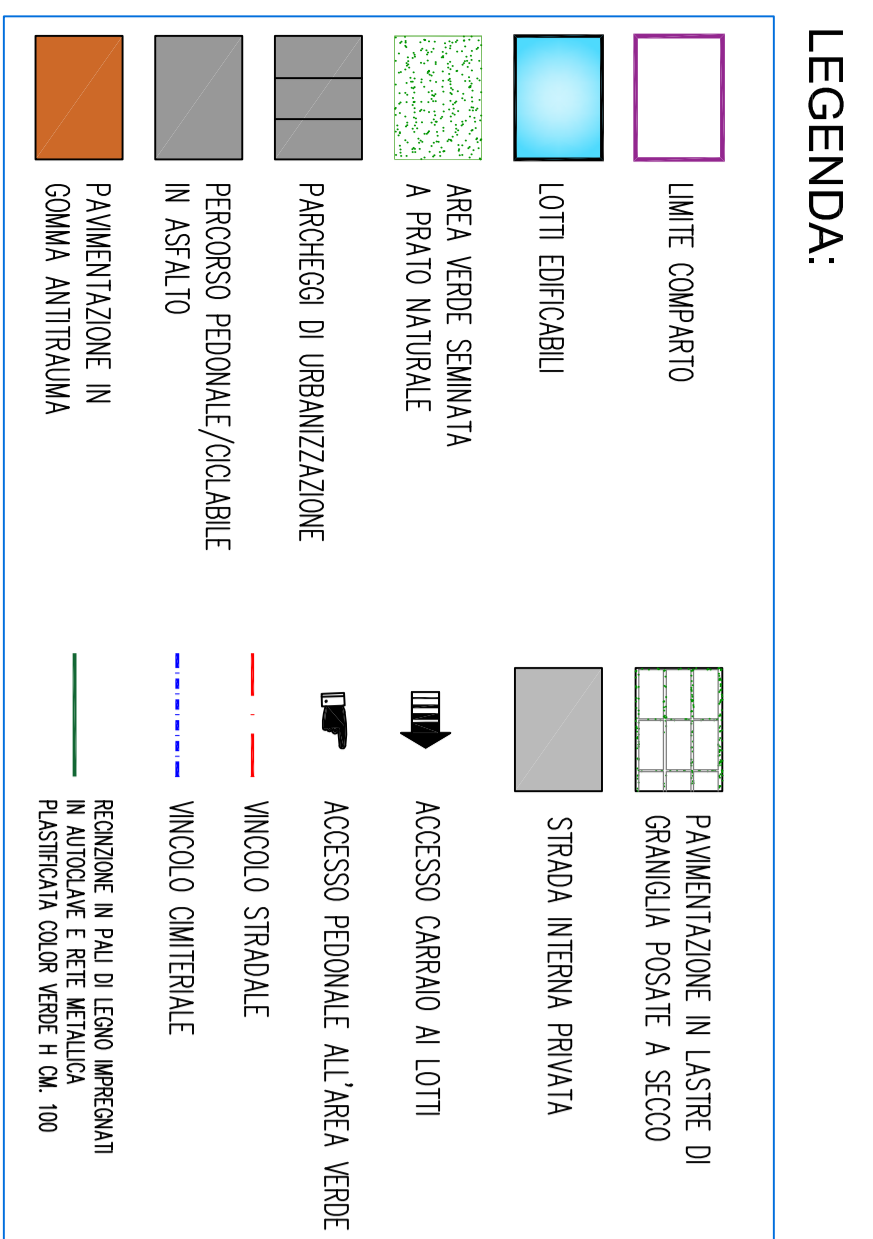 LEGENDA:
LIMITE COMPARTO
LOTTI EDIFICABILI
AREA VERDE SEMINATA
A PRATO NATURALE
PARCHEGGI DI URBANIZZAZIONE
PERCORSO PEDONALE/CICLABILE
IN ASFALTO
PAVIMENTAZIONE IN
GOMMA ANTITRAUMA
PAVIMENTAZIONE IN LASTRE DI
GRANIGLIA POSATE A SECCO
STRADA INTERNA PRIVATA
ACCESSO CARRAIO AI LOTTI
ACCESSO PEDONALE ALL'AREA VERDE
VINCOLO STRADALE
VINCOLO CIMITERIALE
RECINZIONE IN PALI DI LEGNO IMPREGNATI
IN AUTOCLAVE E RETE METALLICA
PLASTIFICATA COLOR VERDE H CM. 100